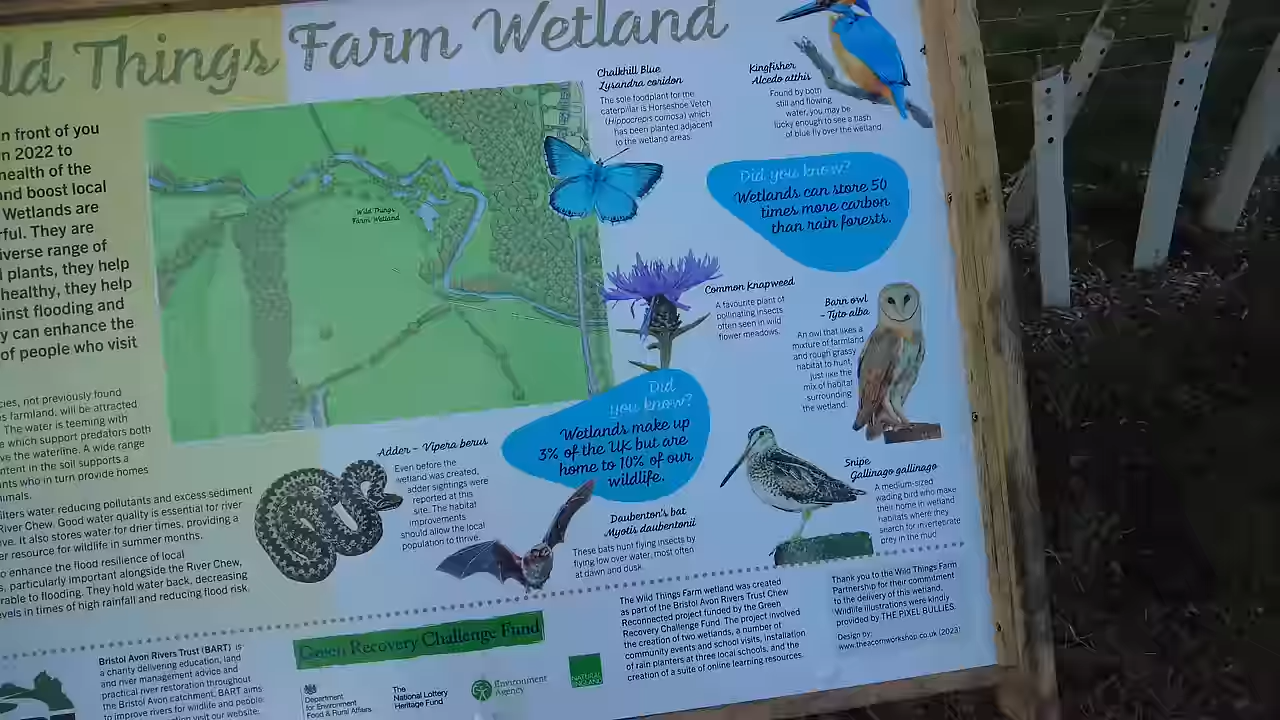 ld Things Farm Wetland
n front of you
n 2022 to
health of the
nd boost local
Wetlands are
rful. They are
iverse range of
l plants, they help
healthy, they help
inst flooding and
y can enhance the
of people who visit
cies, not previously found
s farmland, will be attracted
The water is teeming with
e which support predators both
ve the waterline. A wide range
ntent in the soil supports a
nts who in turn provide homes
imals.
ilters water reducing pollutants and excess sediment
River Chew. Good water quality is essential for river
ve. It also stores water for drier times, providing a
er resource for wildlife in summer months.
o enhance the flood resilience of local
s, particularly important alongside the River Chew,
rable to flooding. They hold water back, decreasing
evels in times of high rainfall and reducing flood risk.
Wild Things
Farm Wetland
Chalkhill Blue
Lysandra coridon
The sole foodplant for the
caterpillar is Horseshoe Vetch
(Hippocrepis comosa) which
has been planted adjacent
to the wetland areas.
Kingfisher
Alcedo atthis
Found by both
still and flowing
water, you may be
lucky enough to see a flash
of blue fly over the wetland.
Did you know?
Wetlands can store 50
times more carbon
than rain forests.
Common Knapweed
A favourite plant of
pollinating insects
often seen in wild
flower meadows.
Barn owl
- Tyto alba
An owl that likes a
mixture of farmland
and rough grassy
habitat to hunt,
just like the
mix of habitat
surrounding
the wetland.
Did
you know?
Wetlands make up
3% of the UK but are
home to 10% of our
wildlife.
Adder - Vipera berus
Even before the
wetland was created,
adder sightings were
reported at this
site. The habitat
improvements
should allow the local
population to thrive.
Daubenton's bat
Myotis daubentonii
These bats hunt flying insects by
flying low over water, most often
at dawn and dusk.
Snipe
Gallinago gallinago
A medium-sized
wading bird who make
their home in wetland
habitats where they
search for invertebrate
prey in the mud
Bristol Avon Rivers Trust (BART) is
a charity delivering education, land
and river management advice and
practical river restoration throughout
the Bristol Avon catchment. BART aims
to improve rivers for wildlife and people:
visit our website:
Green Recovery Challenge Fund
Department
for Environment
Food & Rural Affairs
The
National Lottery
Heritage Fund
Environment
Agency
NATURAL
ENGLAND
The Wild Things Farm wetland was created
as part of the Bristol Avon Rivers Trust Chew
Reconnected project funded by the Green
Recovery Challenge Fund. The project involved
the creation of two wetlands, a number of
community events and school visits, installation
of rain planters at three local schools, and the
creation of a suite of online learning resources.
Thank you to the Wild Things Farm
Partnership for their commitment
to the delivery of this wetland.
Wildlife illustrations were kindly
provided by THE PIXEL BULLIES.
Design by:
www.theacornworkshop.co.uk (2023)